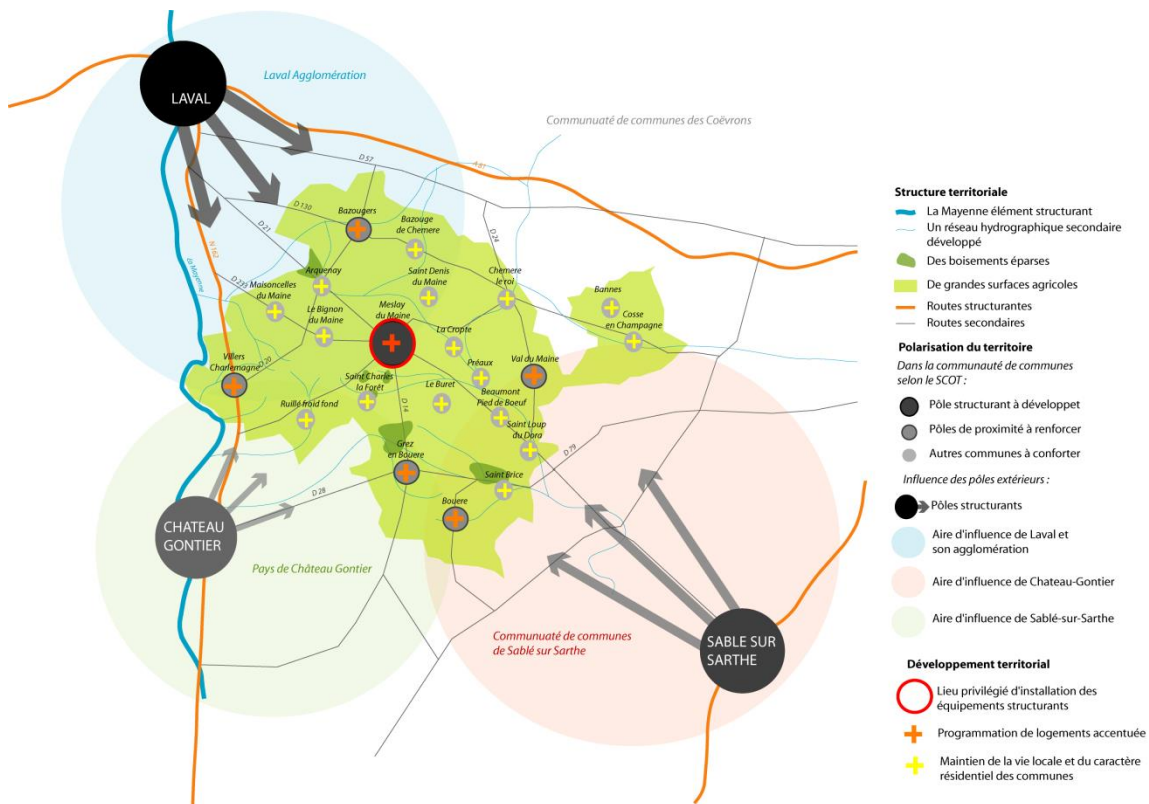 LAVAL
Laval Agglomération
Communuaté de communes des Coëvrons
A 81
D 57
D 130
D 21
D 24
N 162
La Mayenne
D 233
Bazougers
Bazouge
de Chemere
Arquenay
Saint Denis
du Maine
Chemere
le roi
Maisoncelles
du Maine
Bannes
Cosse
en Champagne
Le Bignon
du Maine
Meslay
du Maine
La Cropte
Villers
Charlemagne
D 20
Val du Maine
Préaux
Saint Charles
la Forêt
Le Buret
Beaumont
Pied de Boeuf
Ruillé froid fond
D 14
Saint Loup
du Dora
D 79
Grez
en Bouere
Saint Brice
D 28
Bouere
CHATEAU
GONTIER
Pays de Château Gontier
Communuaté de communes
de Sablé sur Sarthe
SABLE SUR
SARTHE
Structure territoriale
La Mayenne élément structurant
Un réseau hydrographique secondaire
développé
Des boisements éparses
De grandes surfaces agricoles
Routes structurantes
Routes secondaires
Polarisation du territoire
Dans la communauté de communes
selon le SCOT :
Pôle structurant à développet
Pôles de proximité à renforcer
Autres communes à conforter
Influence des pôles extérieurs :
Pôles structurants
Aire d'influence de Laval et
son agglomération
Aire d'influence de Chateau-Gontier
Aire d'influence de Sablé-sur-Sarthe
Développement territorial
Lieu privilégié d'installation des
équipements structurants
Programmation de logements accentuée
Maintien de la vie locale et du caractère
résidentiel des communes